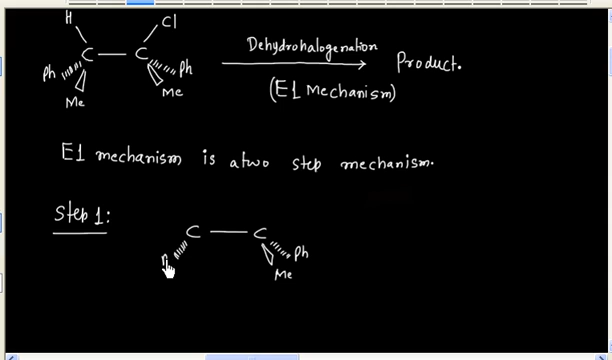 H Cl
C — C Dehydrohalogenation Product.
Ph Ph
Me Me (E1 Mechanism)
E1 mechanism is a two step mechanism.
Step 1:
C — C
Ph
Me